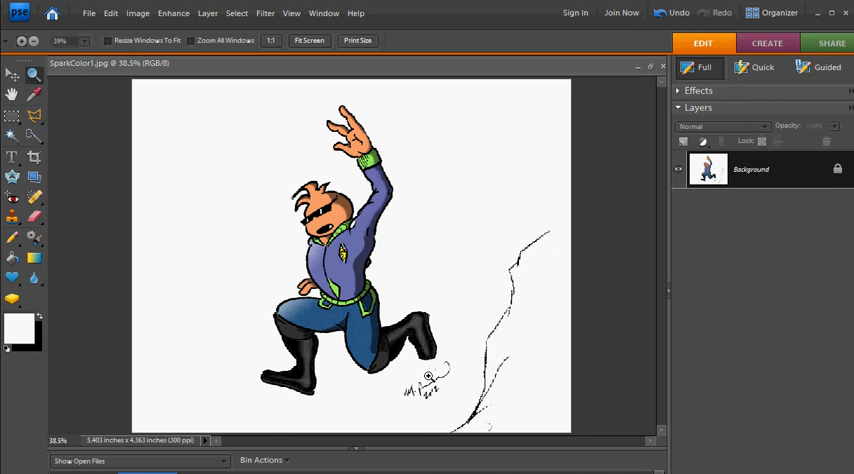 pse File Edit Image Enhance Layer Select Filter View Window Help Sign In Join Now Undo Redo Organizer
39% Resize Windows To Fit Zoom All Windows 1:1 Fit Screen Print Size EDIT CREATE SHARE
SparkColor1.jpg @ 38.5% (RGB/8)
Full Quick Guided
Effects
Layers
Normal Opacity: 100%
Lock:
Background
2012
38.5% 5.403 inches x 4.363 inches (300 ppi)
Show Open Files Bin Actions